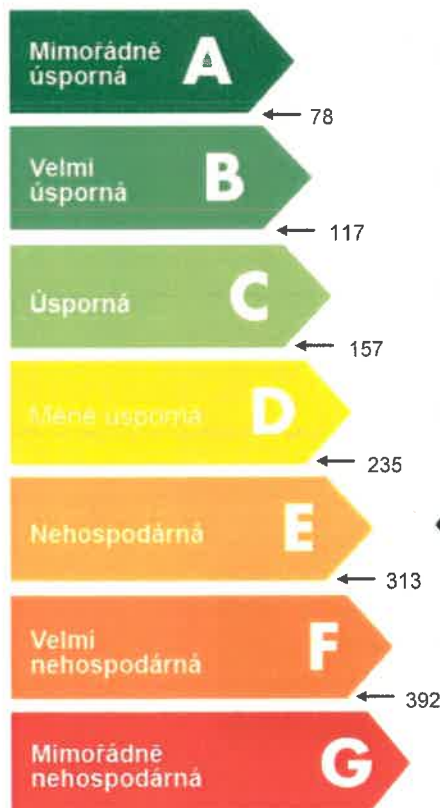 Mimořádně
úsporná
A
78
Velmi
úsporná
B
117
Úsporná
C
157
Méně úsporná
D
235
Nehospodárná
E
313
Velmi
nehospodárná
F
392
Mimořádně
nehospodárná
G